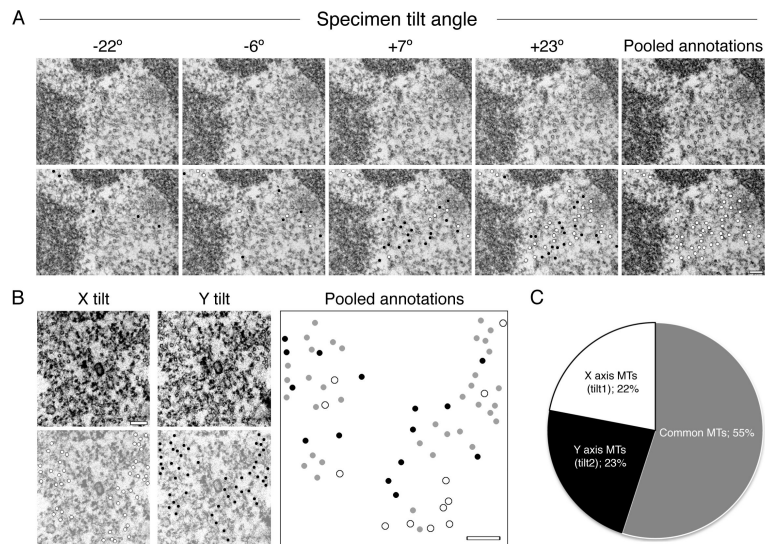 A
Specimen tilt angle
-22º
-6º
+7º
+23º
Pooled annotations
B
X tilt
Y tilt
Pooled annotations
C
X axis MTs
(tilt1); 22%
Common MTs; 55%
Y axis MTs
(tilt2); 23%